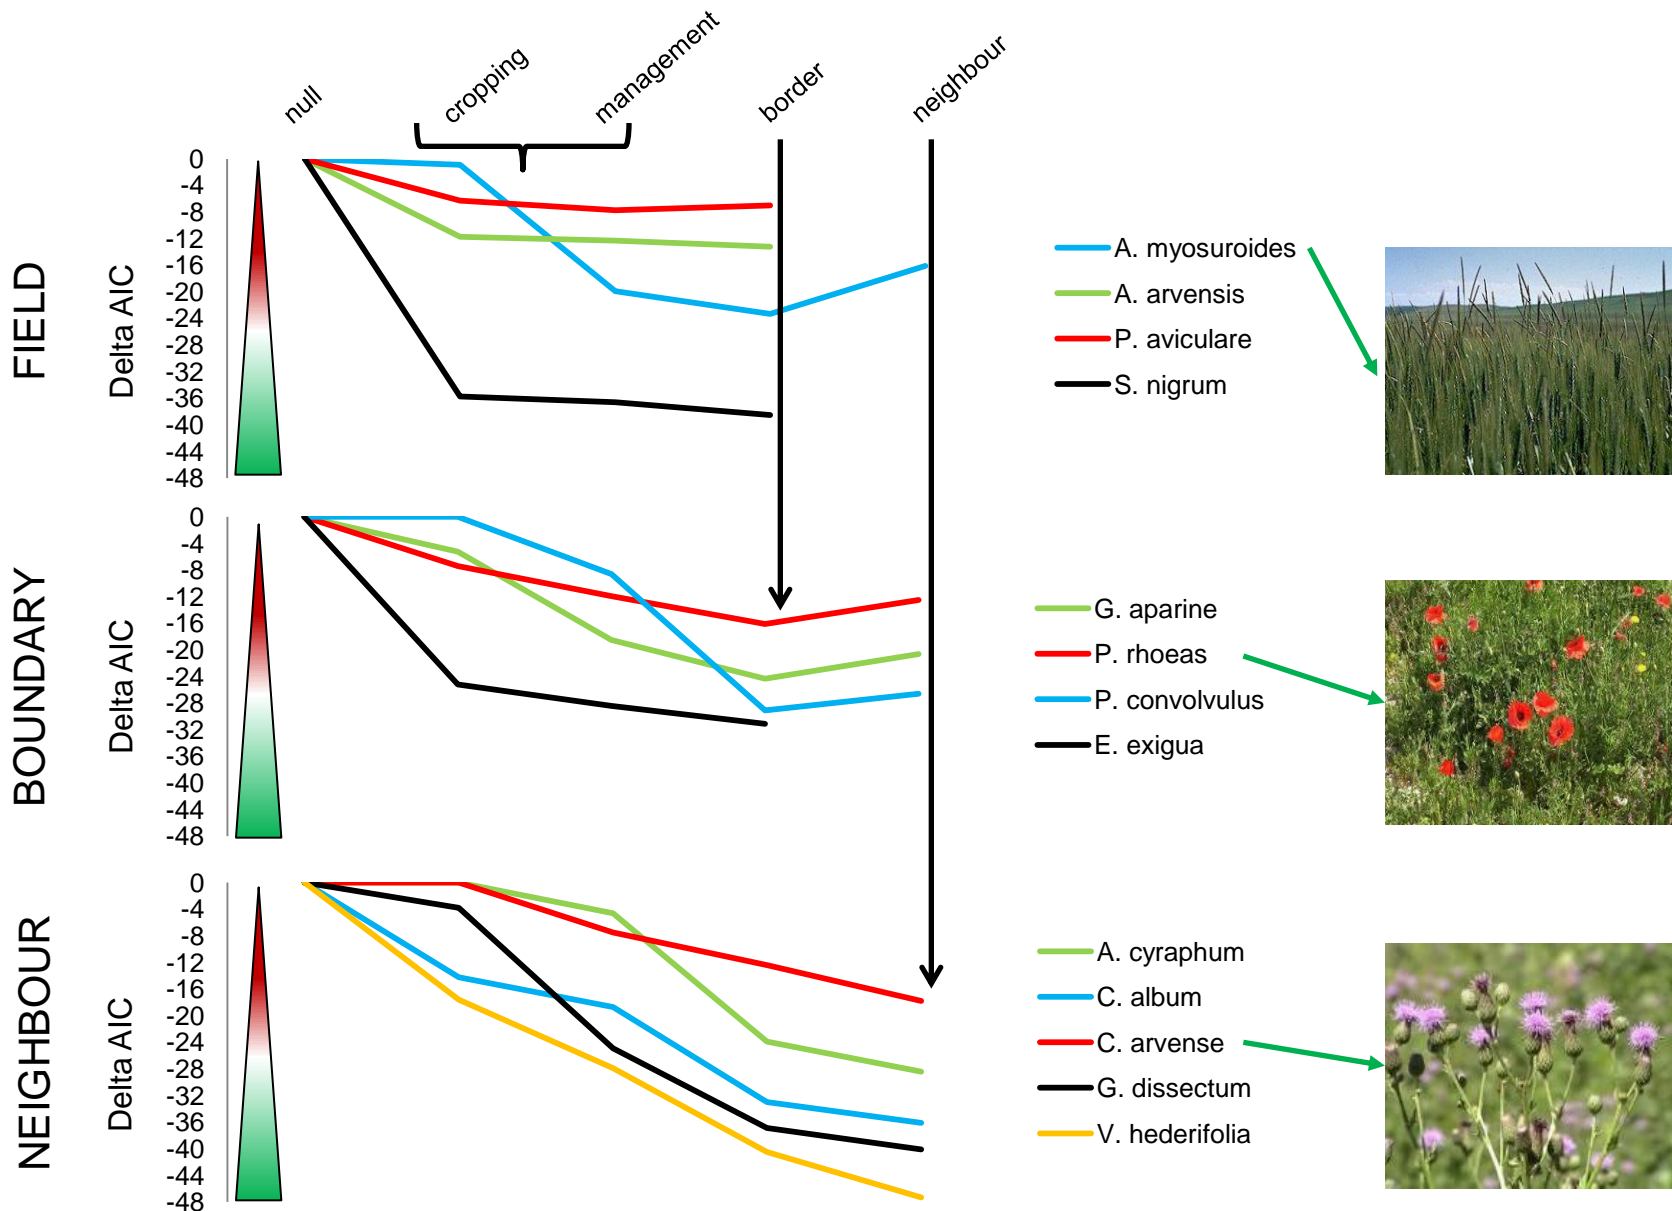 null
cropping
management
border
neighbour
FIELD
Delta AIC
0
-4
-8
-12
-16
-20
-24
-28
-32
-36
-40
-44
-48
A. myosuroides
A. arvensis
P. aviculare
S. nigrum
BOUNDARY
Delta AIC
0
-4
-8
-12
-16
-20
-24
-28
-32
-36
-40
-44
-48
G. aparine
P. rhoeas
P. convolvulus
E. exigua
NEIGHBOUR
Delta AIC
0
-4
-8
-12
-16
-20
-24
-28
-32
-36
-40
-44
-48
A. cyraphum
C. album
C. arvense
G. dissectum
V. hederifolia